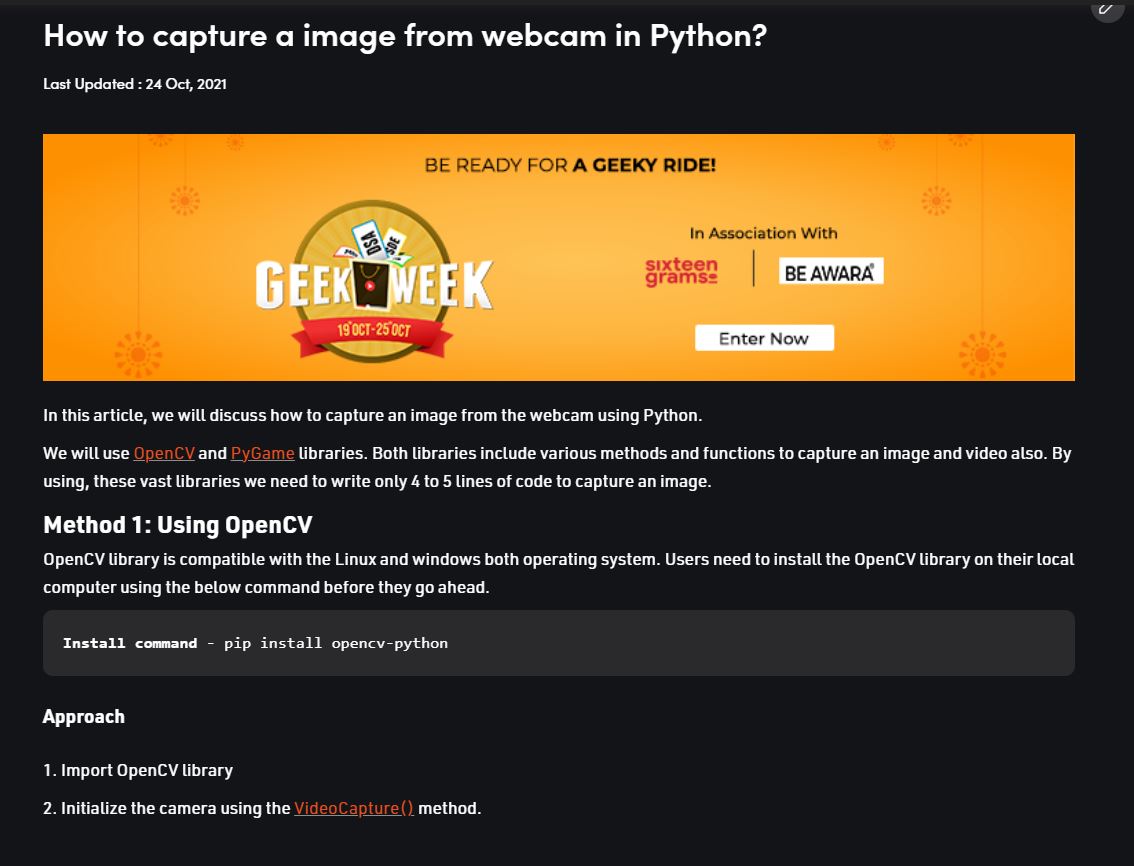 How to capture a image from webcam in Python?
Last Updated : 24 Oct, 2021
BE READY FOR A GEEKY RIDE!
DSA
SDE
GEEK WEEK
19 OCT-25 OCT
In Association With
sixteen
grams
BE AWARA
Enter Now
In this article, we will discuss how to capture an image from the webcam using Python.
We will use OpenCV and PyGame libraries. Both libraries include various methods and functions to capture an image and video also. By
using, these vast libraries we need to write only 4 to 5 lines of code to capture an image.
Method 1: Using OpenCV
OpenCV library is compatible with the Linux and windows both operating system. Users need to install the OpenCV library on their local
computer using the below command before they go ahead.
Install command - pip install opencv-python
Approach
1. Import OpenCV library
2. Initialize the camera using the VideoCapture() method.